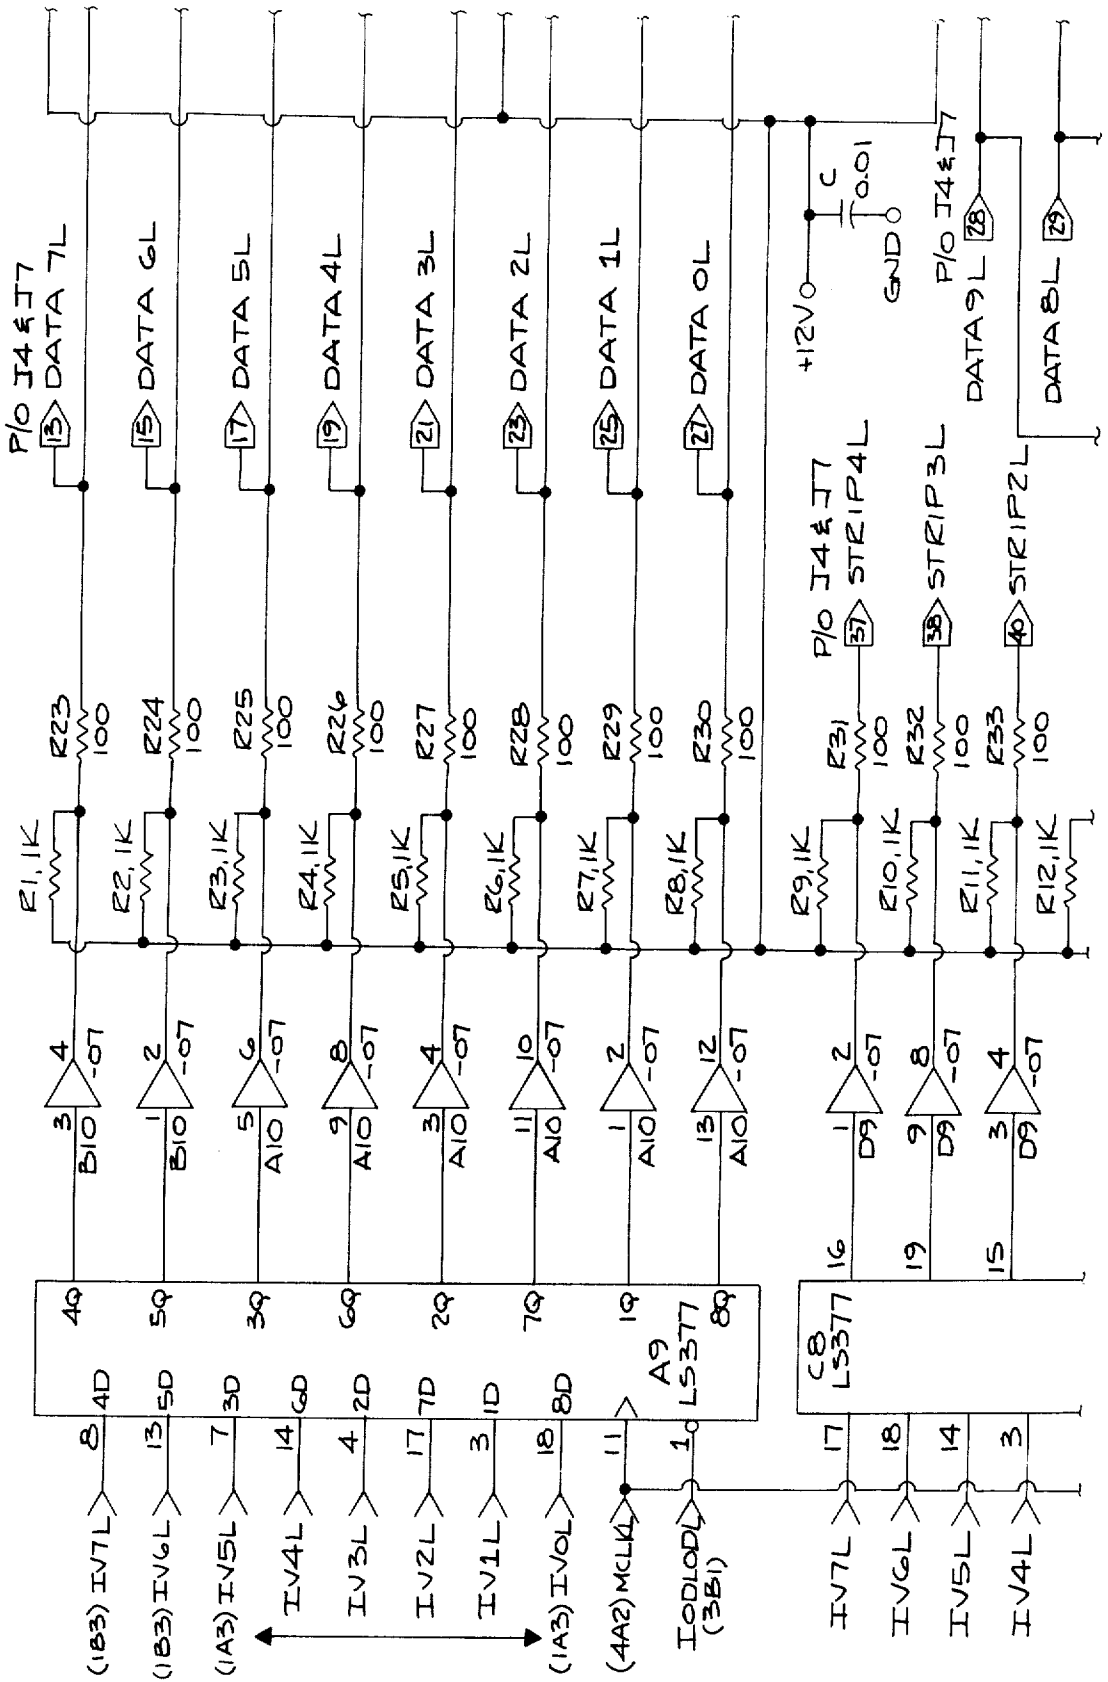 P/O J4 & J7
(1B3) IV7L
8
4D
4Q
3
B10
4
-07
R1, 1K
R23
100
13
DATA 7L
(1B3) IV6L
13
5D
5Q
1
B10
2
-07
R2, 1K
R24
100
15
DATA 6L
(1A3) IV5L
7
3D
3Q
5
A10
6
-07
R3, 1K
R25
100
17
DATA 5L
IV4L
14
6D
6Q
9
A10
8
-07
R4, 1K
R26
100
19
DATA 4L
IV3L
4
2D
2Q
3
A10
4
-07
R5, 1K
R27
100
21
DATA 3L
IV2L
17
7D
7Q
11
A10
10
-07
R6, 1K
R28
100
23
DATA 2L
IV1L
3
1D
1Q
1
A10
2
-07
R7, 1K
R29
100
25
DATA 1L
(1A3) IV0L
18
8D
8Q
13
A10
12
-07
R8, 1K
R30
100
27
DATA 0L
(4A2) MCLKL
11
A9
LS377
IODLODL
(3B1)
1
+12V
C
0.01
GND
P/O J4 & J7
IV7L
17
C8
LS377
16
1
D9
2
-07
R9, 1K
R31
100
37
STRIP4L
IV6L
18
19
9
D9
8
-07
R10, 1K
R32
100
38
STRIP3L
IV5L
14
15
3
D9
4
-07
R11, 1K
R33
100
40
STRIP2L
IV4L
3
R12, 1K
P/O J4 & J7
DATA 9L
28
DATA 8L
29